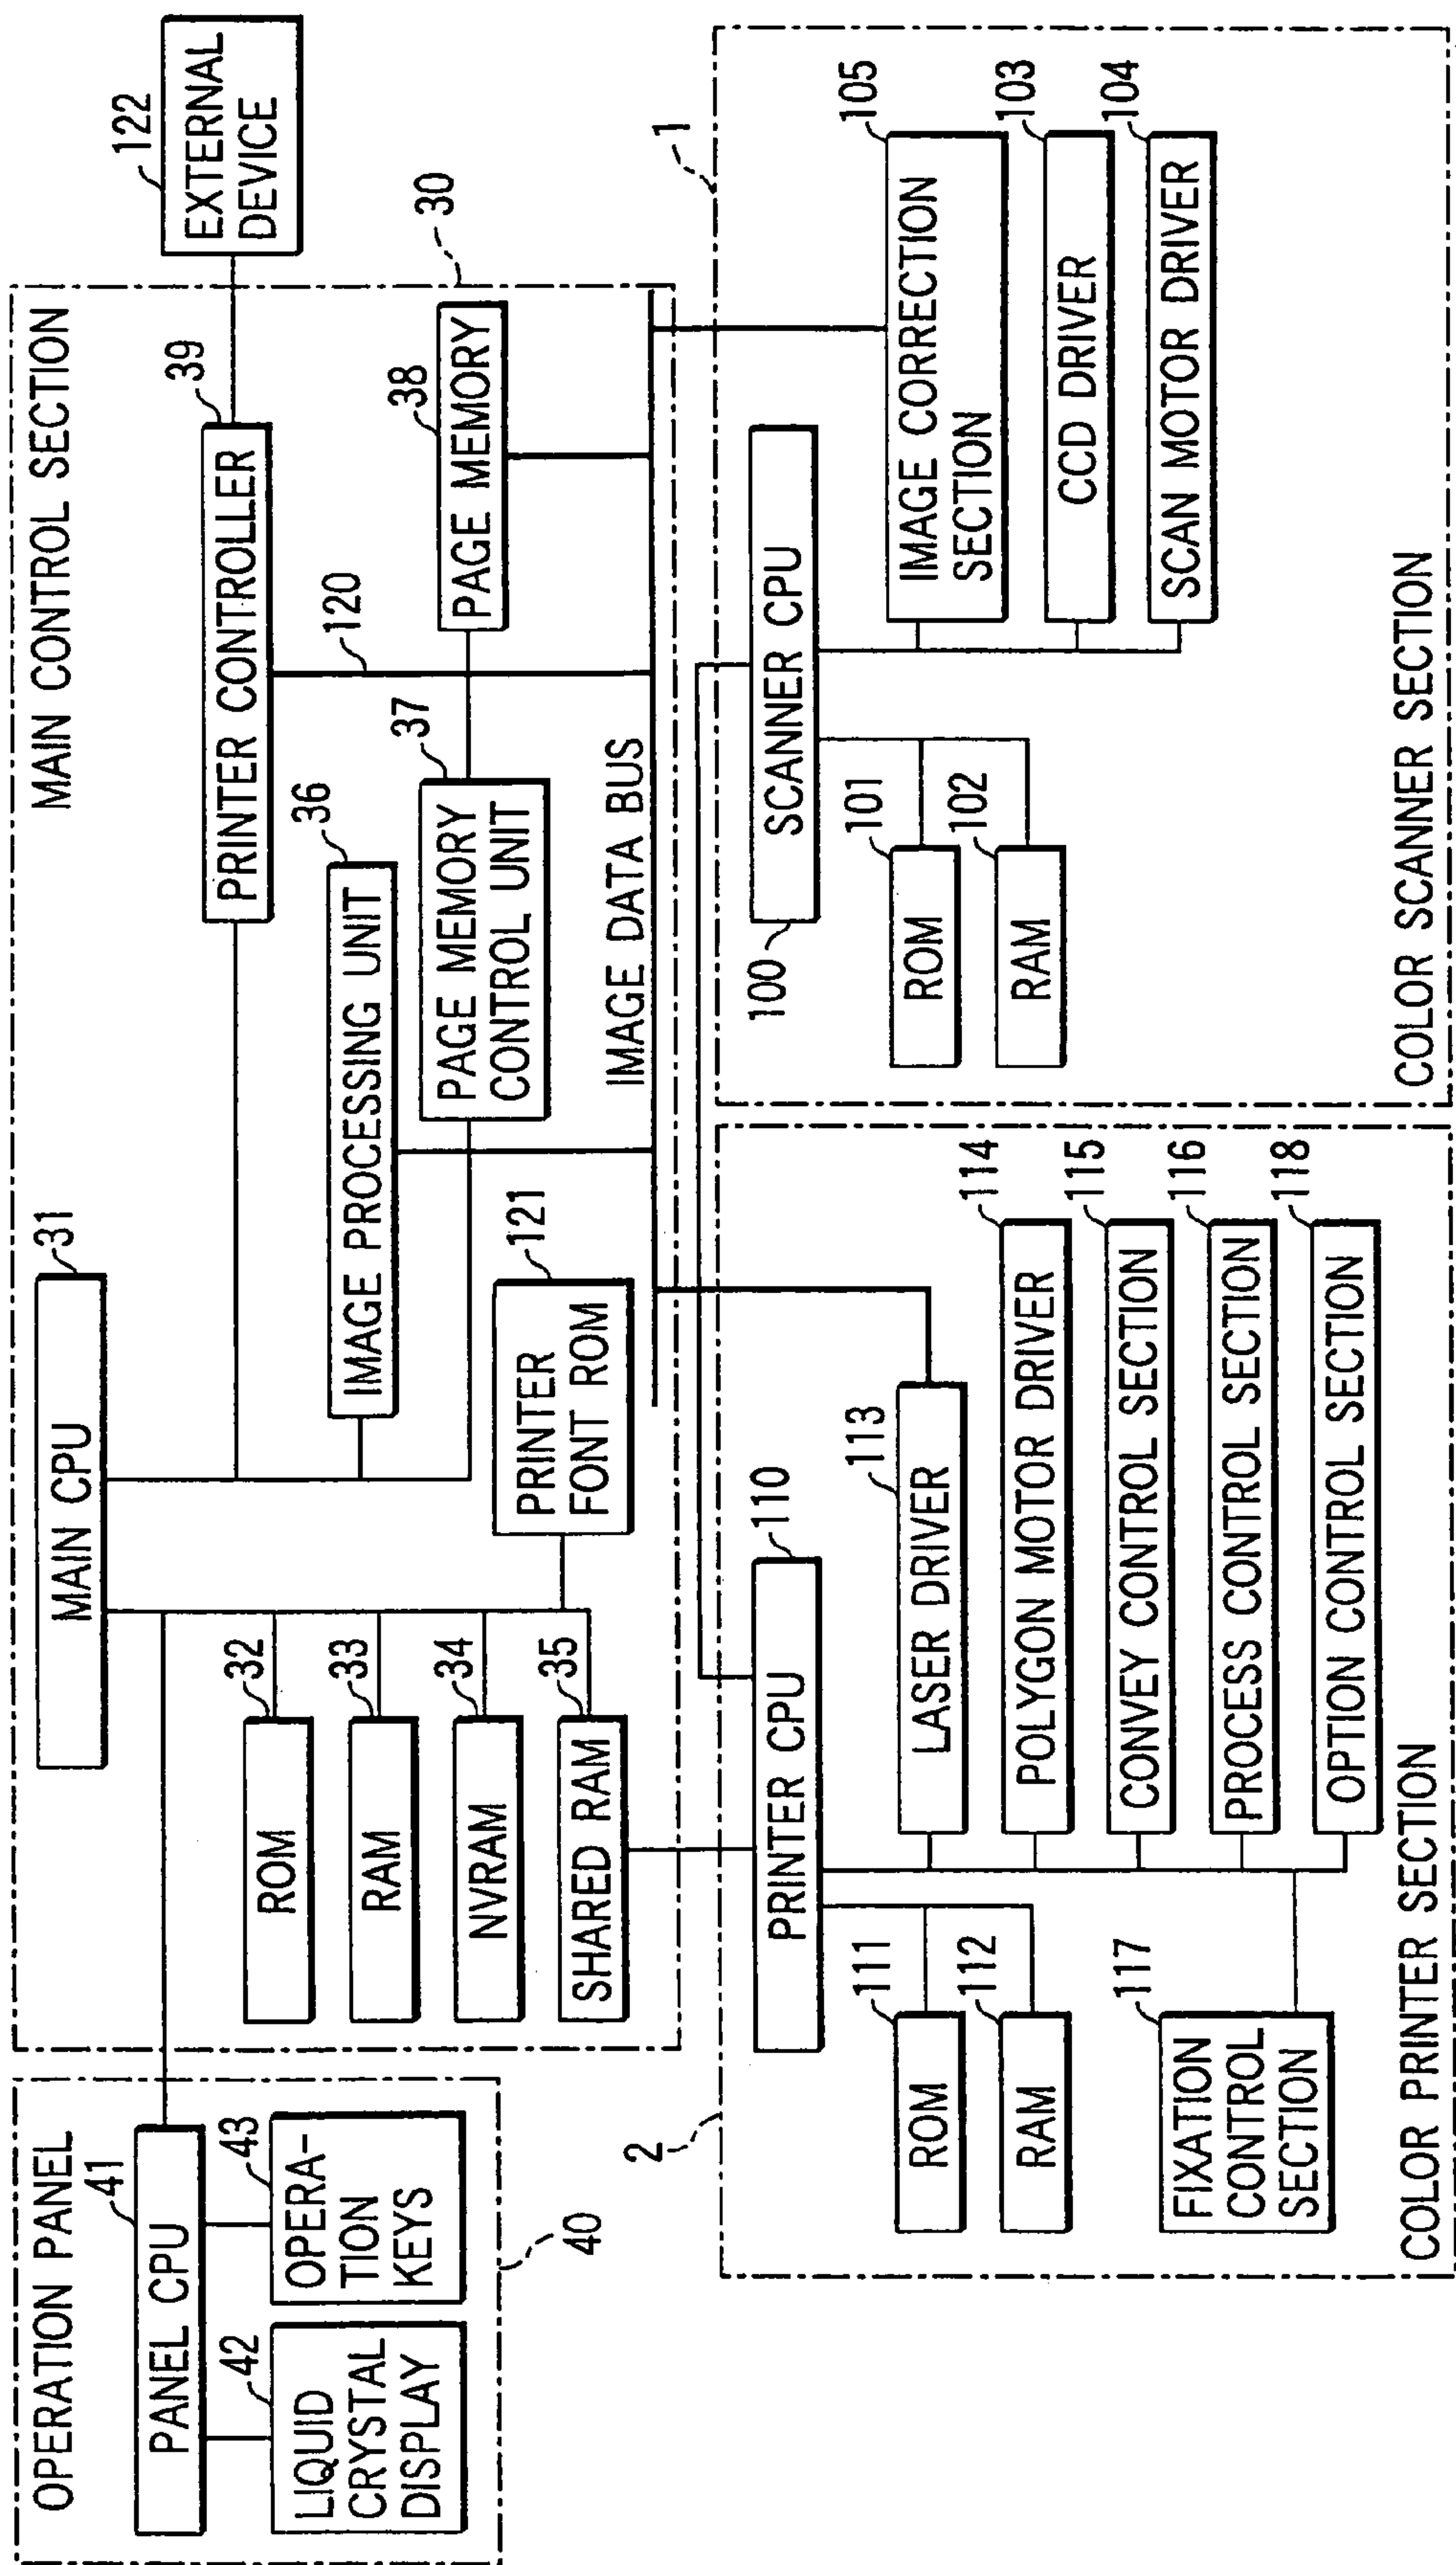 OPERATION PANEL
41
PANEL CPU
42
43
LIQUID
CRYSTAL
DISPLAY
OPERA-
TION
KEYS
40
MAIN CONTROL SECTION
31
MAIN CPU
39
PRINTER CONTROLLER
122
EXTERNAL
DEVICE
30
32
ROM
33
RAM
34
NVRAM
35
SHARED RAM
36
IMAGE PROCESSING UNIT
37
PAGE MEMORY
CONTROL UNIT
38
PAGE MEMORY
120
121
PRINTER
FONT ROM
IMAGE DATA BUS
2
110
PRINTER CPU
111
ROM
112
RAM
117
FIXATION
CONTROL
SECTION
113
LASER DRIVER
114
POLYGON MOTOR DRIVER
115
CONVEY CONTROL SECTION
116
PROCESS CONTROL SECTION
118
OPTION CONTROL SECTION
COLOR PRINTER SECTION
1
100
SCANNER CPU
101
ROM
102
RAM
105
IMAGE CORRECTION
SECTION
103
CCD DRIVER
104
SCAN MOTOR DRIVER
COLOR SCANNER SECTION